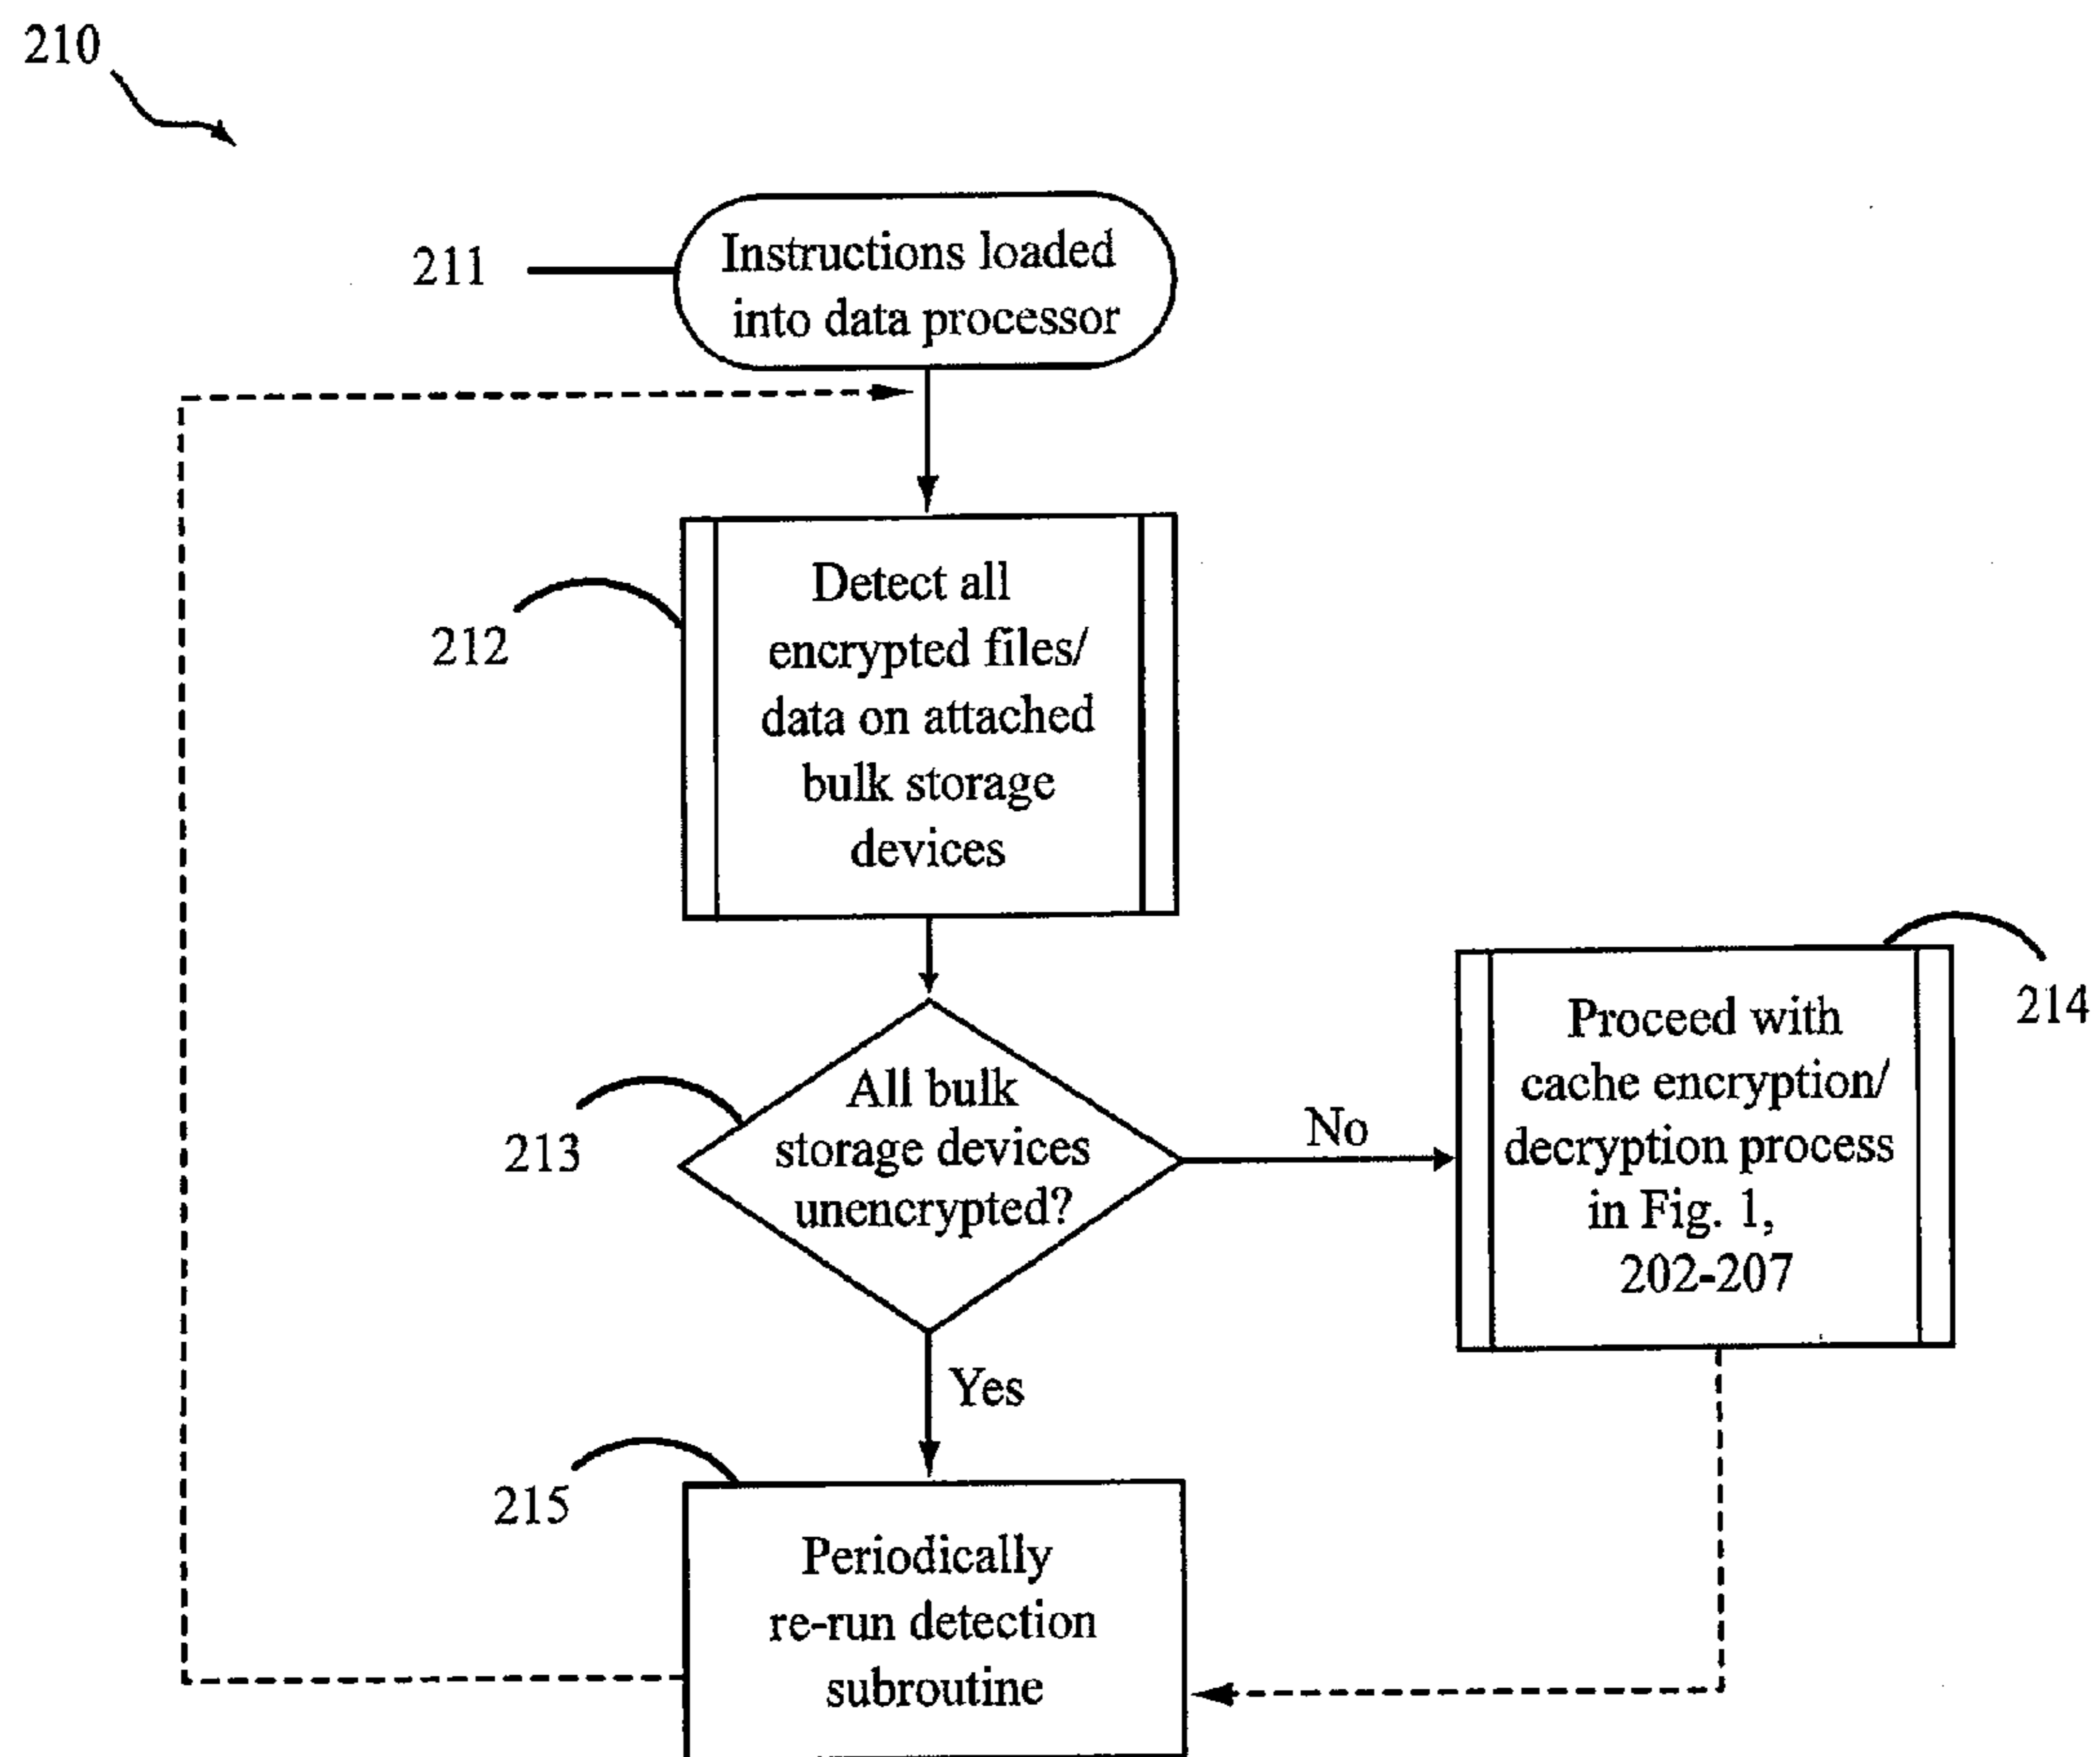 210
211
Instructions loaded
into data processor
212
Detect all
encrypted files/
data on attached
bulk storage
devices
213
All bulk
storage devices
unencrypted?
No
214
Proceed with
cache encryption/
decryption process
in Fig. 1,
202-207
Yes
215
Periodically
re-run detection
subroutine